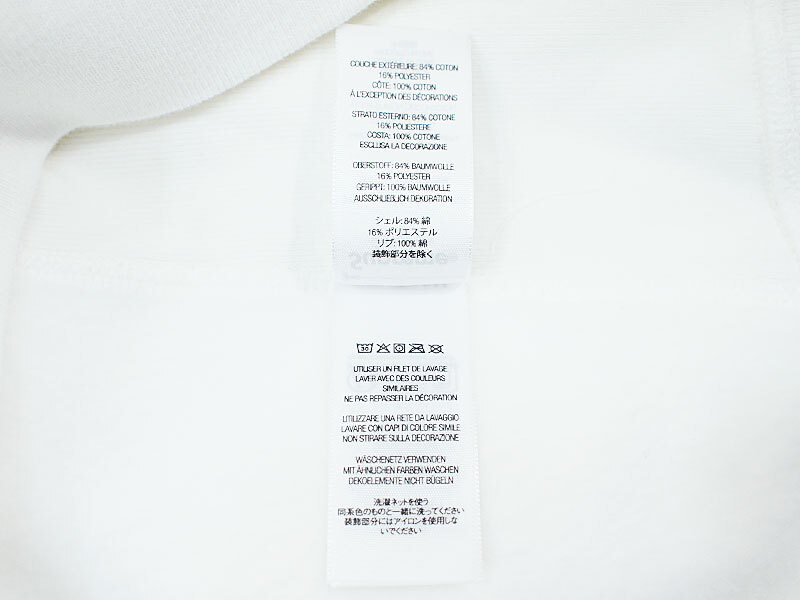 COUCHE EXTÉRIEURE: 84% COTON
16% POLYESTER
CÔTE: 100% COTON
À L'EXCEPTION DES DÉCORATIONS
STRATO ESTERNO: 84% COTONE
16% POLIESTERE
COSTA: 100% COTONE
ESCLUSA LA DECORAZIONE
OBERSTOFF: 84% BAUMWOLLE
16% POLYESTER
GERIPPT: 100% BAUMWOLLE
AUSSCHLIEßLICH DEKORATION
シェル: 84% 綿
16% ポリエステル
リブ: 100% 綿
装飾部分を除く
30
UTILISER UN FILET DE LAVAGE
LAVER AVEC DES COULEURS
SIMILAIRES
NE PAS REPASSER LA DÉCORATION
UTILIZZARE UNA RETE DA LAVAGGIO
LAVARE CON CAPI DI COLORE SIMILE
NON STIRARE SULLA DECORAZIONE
WÄSCHENETZ VERWENDEN
MIT ÄHNLICHEN FARBEN WASCHEN
DEKOELEMENTE NICHT BÜGELN
洗濯ネットを使う
同系色のものと一緒に洗ってください
装飾部分にはアイロンを使用しな
いでください